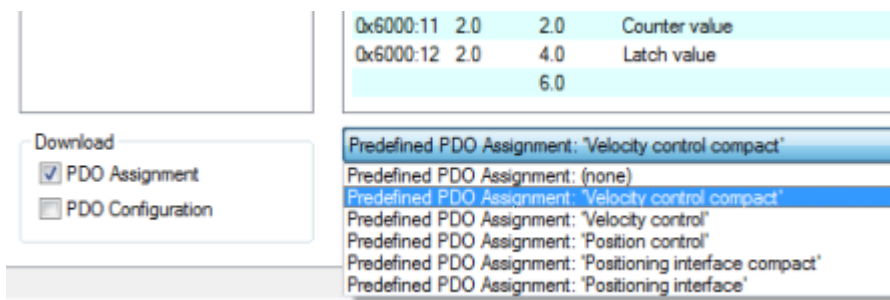 0x6000:11 2.0 2.0 Counter value
0x6000:12 2.0 4.0 Latch value
6.0
Download
PDO Assignment
PDO Configuration
Predefined PDO Assignment: 'Velocity control compact'
Predefined PDO Assignment: (none)
Predefined PDO Assignment: 'Velocity control compact'
Predefined PDO Assignment: 'Velocity control'
Predefined PDO Assignment: 'Position control'
Predefined PDO Assignment: 'Positioning interface compact'
Predefined PDO Assignment: 'Positioning interface'